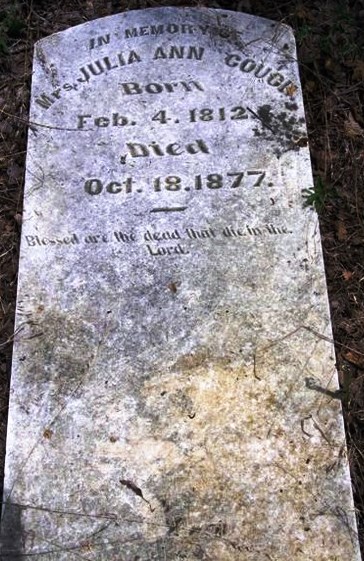 IN MEMORY OF
Mrs. JULIA ANN GOUGH
Born
Feb. 4. 1812
Died
Oct. 18. 1877.
Blessed are the dead that die in the
Lord.